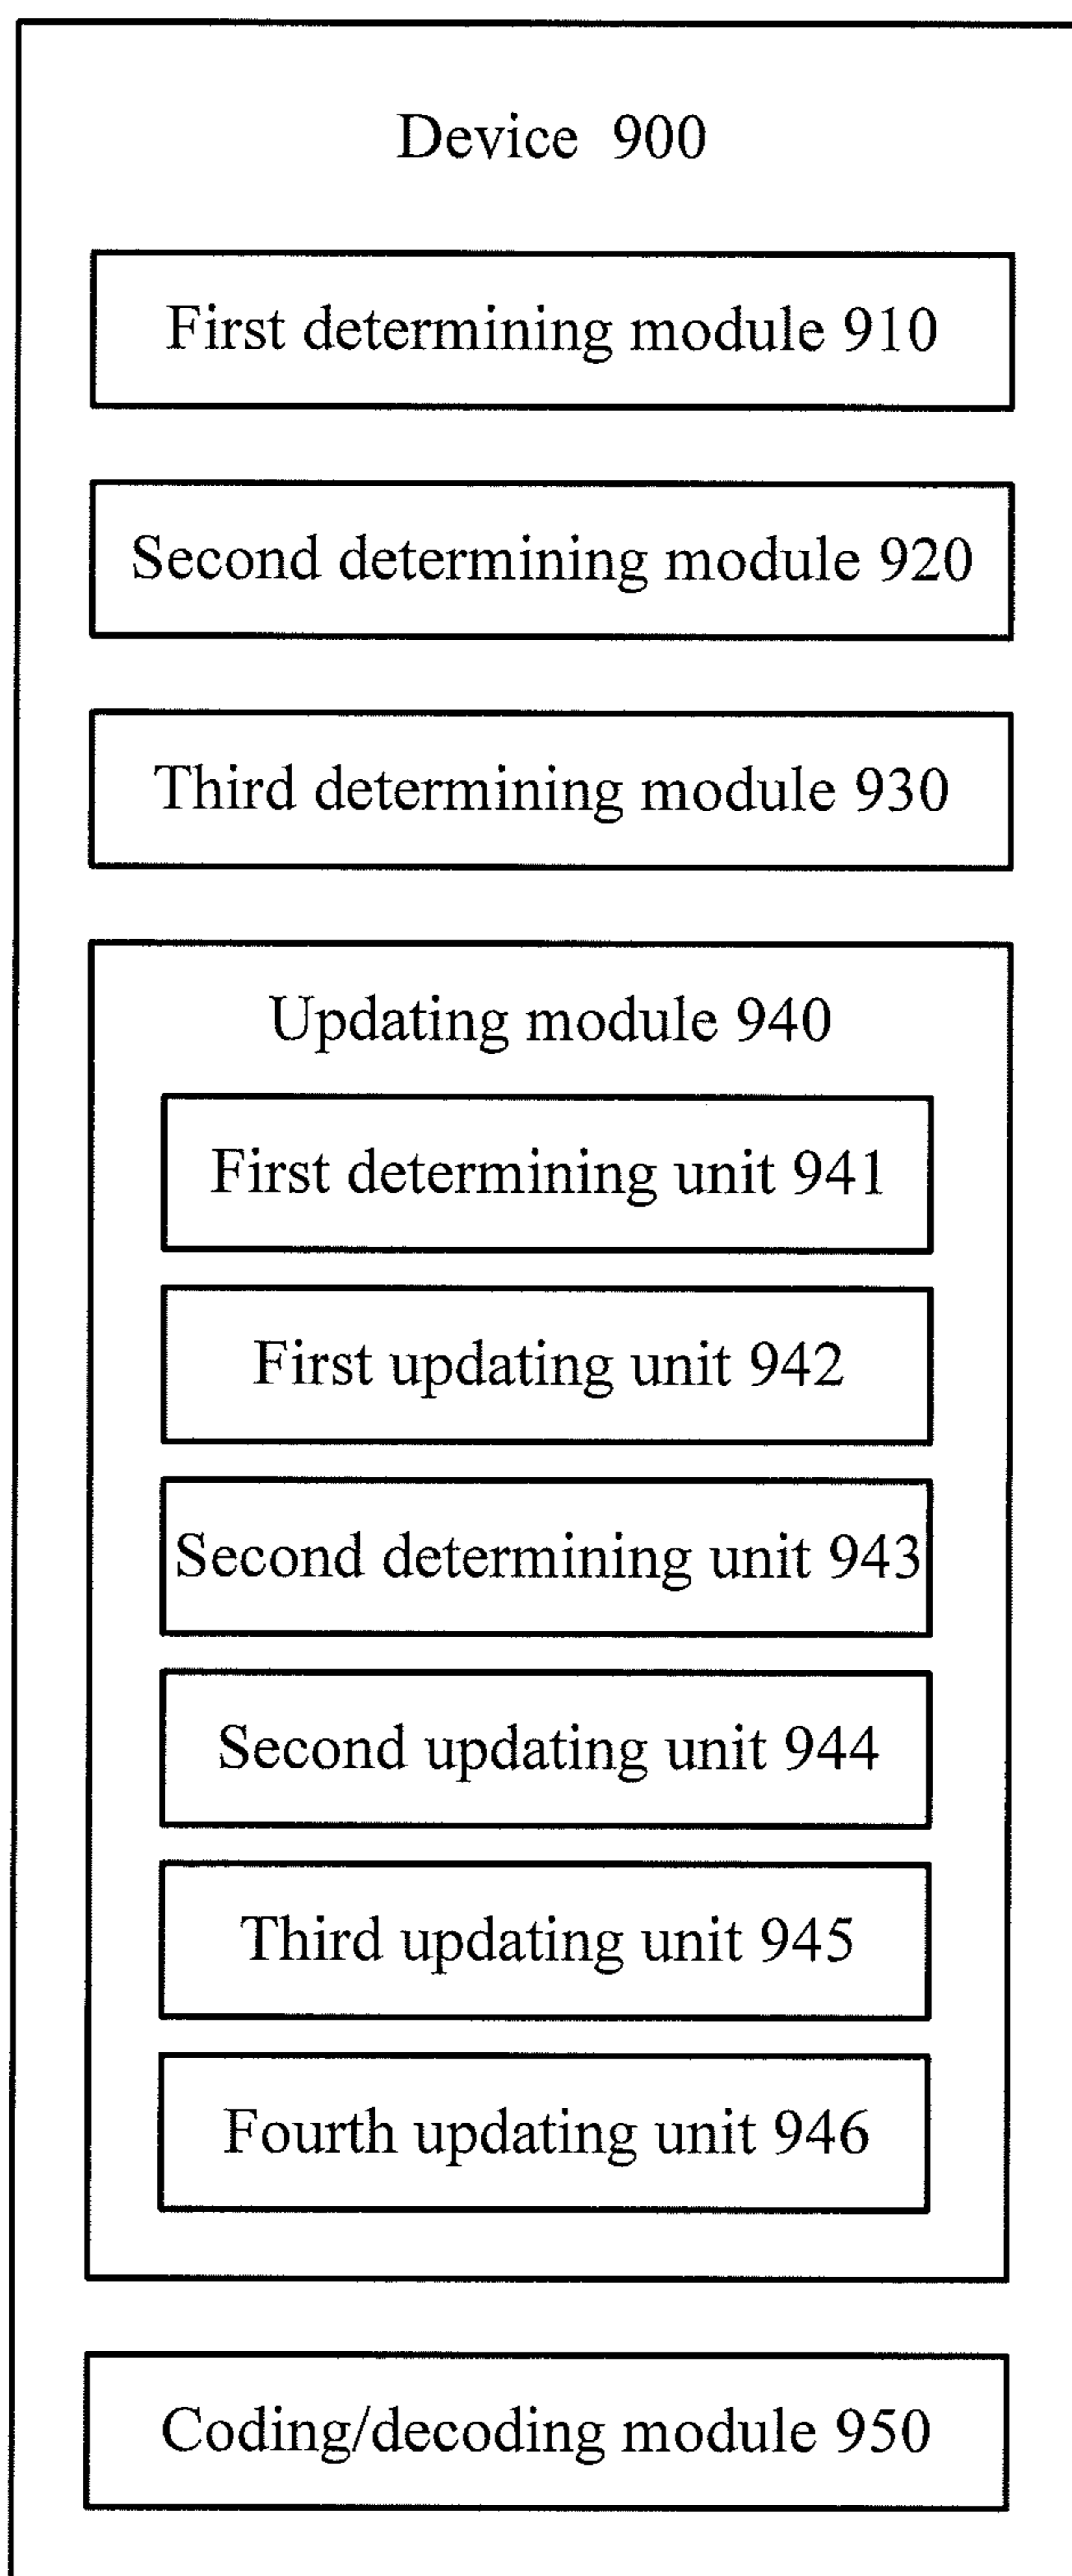 Device 900
First determining module 910
Second determining module 920
Third determining module 930
Updating module 940
First determining unit 941
First updating unit 942
Second determining unit 943
Second updating unit 944
Third updating unit 945
Fourth updating unit 946
Coding/decoding module 950